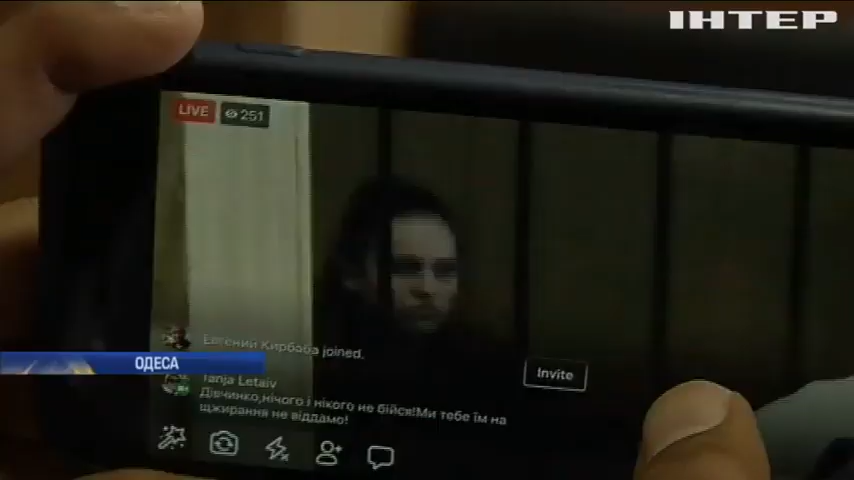 ІНТЕР
LIVE 251
Евгений Кирбаба joined.
ОДЕСА
Invite
Tanja Letaiv
Дівчинко,нічого і нікого не бійся!Ми тебе їм на
щжирання не віддамо!